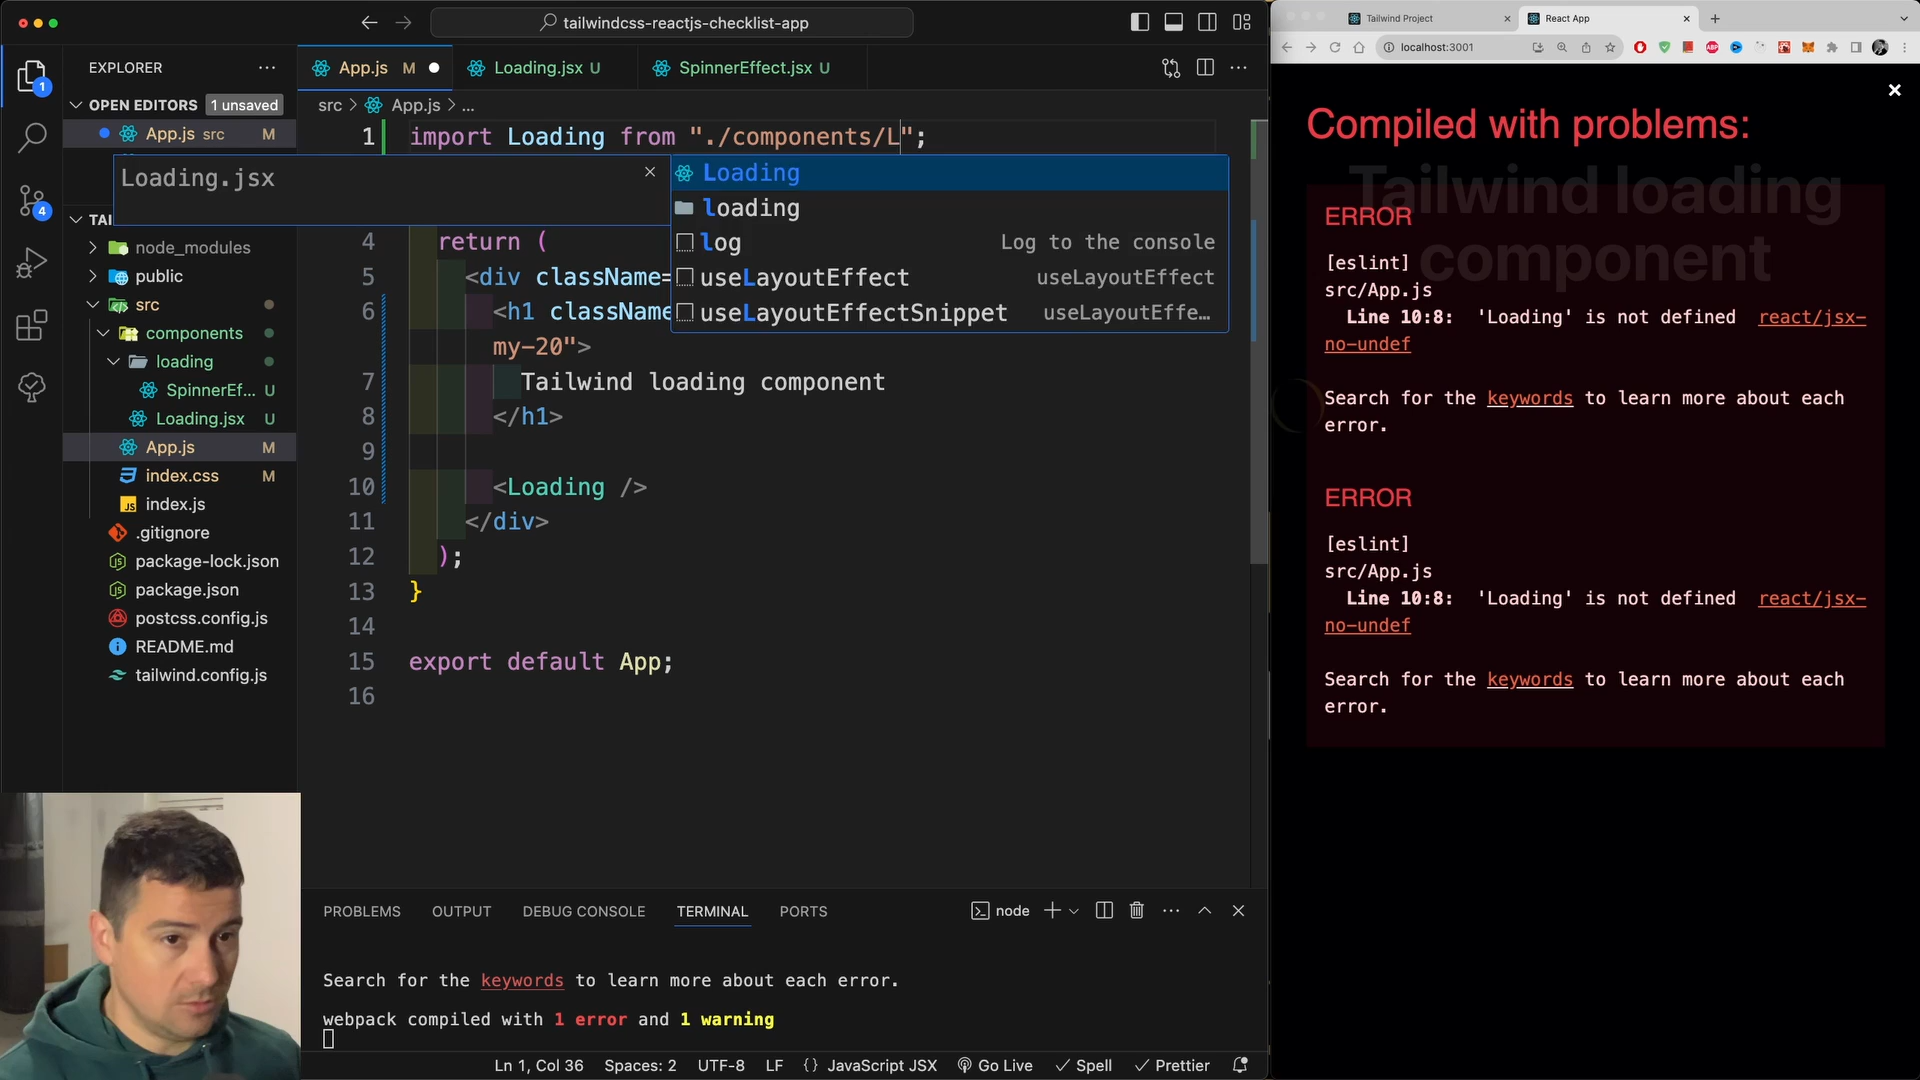 tailwindcss-reactjs-checklist-app
EXPLORER
OPEN EDITORS 1 unsaved
App.js src M
TAI
node_modules
public
src
components
loading
SpinnerEf... U
Loading.jsx U
App.js M
index.css M
index.js
.gitignore
package-lock.json
package.json
postcss.config.js
README.md
tailwind.config.js
1
4
App.js M
Loading.jsx U
SpinnerEffect.jsx U
src > App.js > ...
1 import Loading from "./components/L";
Loading.jsx
Loading
loading
log Log to the console
useLayoutEffect useLayoutEffect
useLayoutEffectSnippet useLayoutEffe...
4 return (
5 <div className=
6 <h1 className
my-20">
7 Tailwind loading component
8 </h1>
9
10 <Loading />
11 </div>
12 );
13 }
14
15 export default App;
16
PROBLEMS OUTPUT DEBUG CONSOLE TERMINAL PORTS
node
Search for the keywords to learn more about each error.
webpack compiled with 1 error and 1 warning
Ln 1, Col 36 Spaces: 2 UTF-8 LF {} JavaScript JSX Go Live Spell Prettier
Tailwind Project
React App
localhost:3001
ABP
Compiled with problems:
Tailwind loading
component
ERROR
[eslint]
src/App.js
Line 10:8: 'Loading' is not defined react/jsx-
no-undef
Search for the keywords to learn more about each
error.
ERROR
[eslint]
src/App.js
Line 10:8: 'Loading' is not defined react/jsx-
no-undef
Search for the keywords to learn more about each
error.